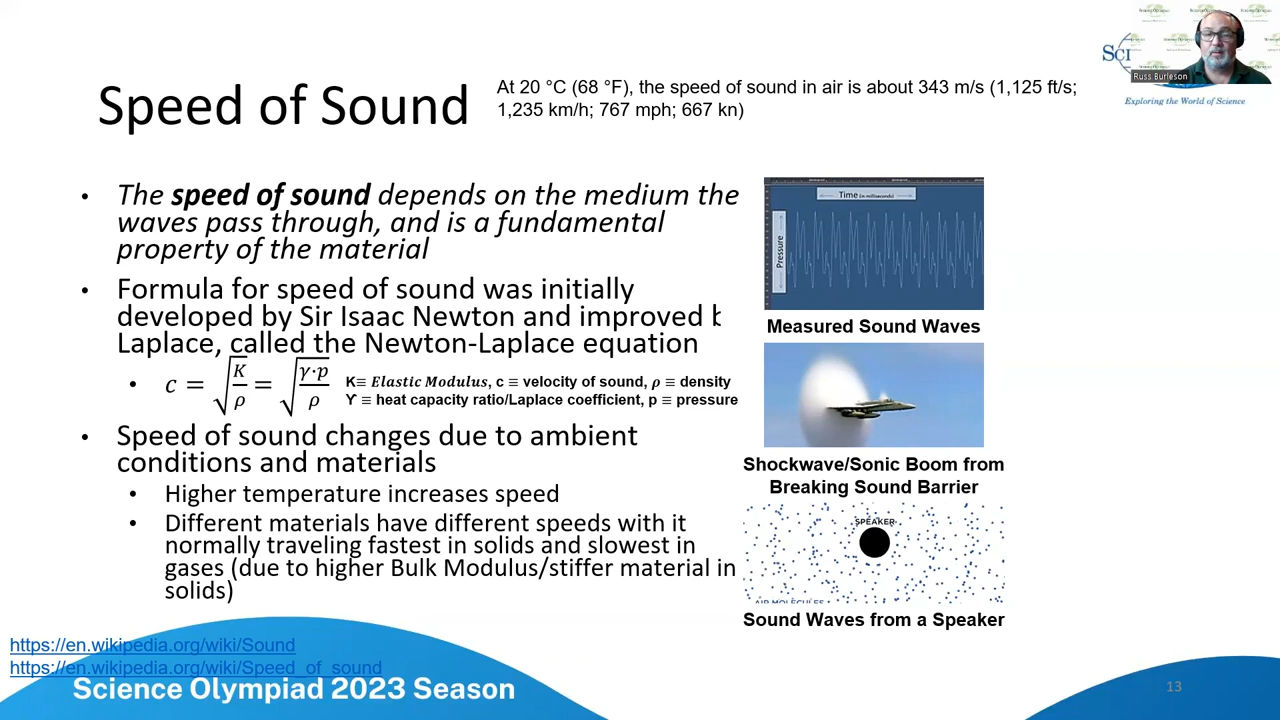 Speed of Sound
At 20 °C (68 °F), the speed of sound in air is about 343 m/s (1,125 ft/s;
1,235 km/h; 767 mph; 667 kn)
Sci
Russ Burleson
Exploring the World of Science
• The speed of sound depends on the medium the
waves pass through, and is a fundamental
property of the material
• Formula for speed of sound was initially
developed by Sir Isaac Newton and improved
Laplace, called the Newton-Laplace equation
• c = √(K/ρ) = √(γ·p/ρ)
K≡ Elastic Modulus, c ≡ velocity of sound, ρ ≡ density
ϒ ≡ heat capacity ratio/Laplace coefficient, p ≡ pressure
• Speed of sound changes due to ambient
conditions and materials
• Higher temperature increases speed
• Different materials have different speeds with it
normally traveling fastest in solids and slowest in
gases (due to higher Bulk Modulus/stiffer material in
solids)
Time (in milliseconds)
Pressure
Measured Sound Waves
Shockwave/Sonic Boom from
Breaking Sound Barrier
SPEAKER
AIR MOLECULES
Sound Waves from a Speaker
https://en.wikipedia.org/wiki/Sound
https://en.wikipedia.org/wiki/Speed_of_sound
Science Olympiad 2023 Season
13